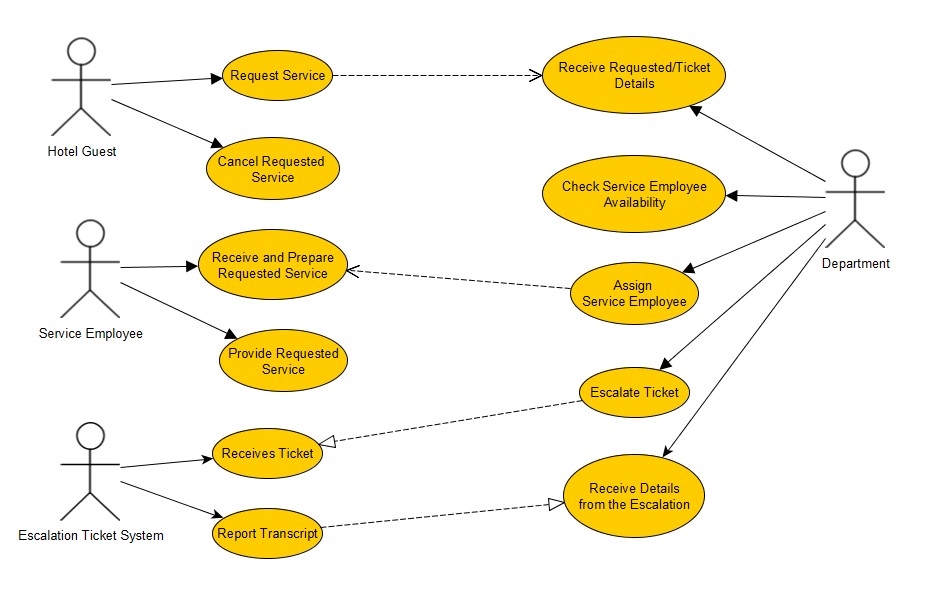 Request Service
Receive Requested/Ticket
Details
Hotel Guest
Cancel Requested
Service
Check Service Employee
Availability
Department
Receive and Prepare
Requested Service
Assign
Service Employee
Service Employee
Provide Requested
Service
Escalate Ticket
Receives Ticket
Receive Details
from the Escalation
Escalation Ticket System
Report Transcript